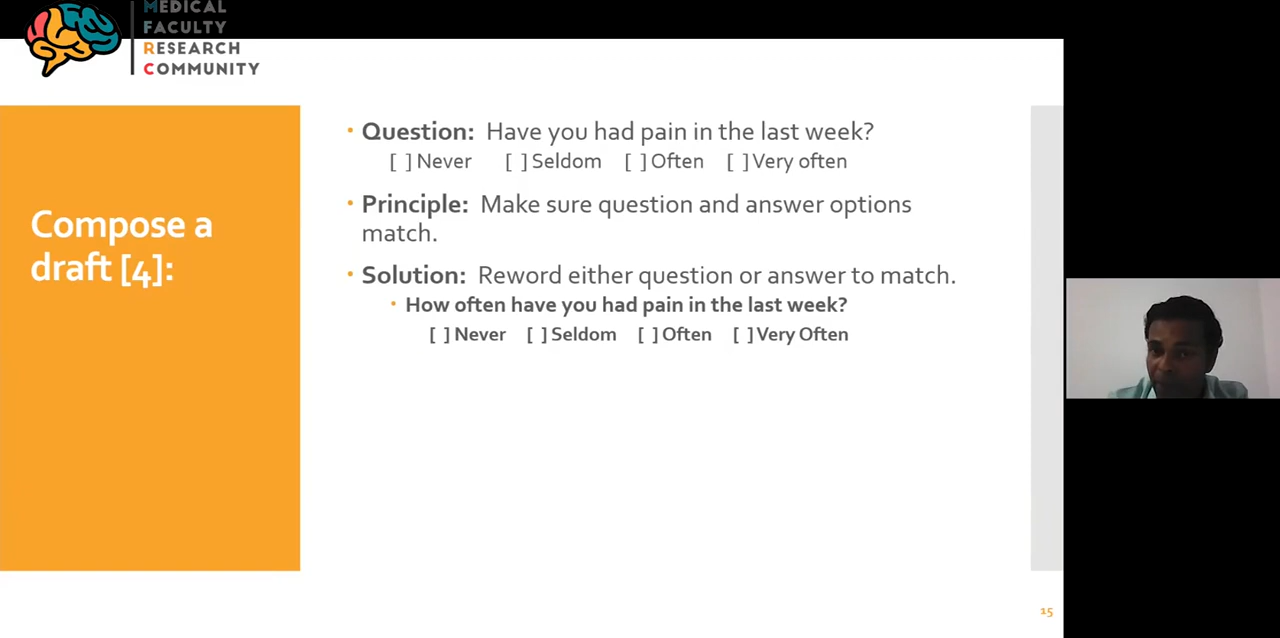 MEDICAL
FACULTY
RESEARCH
COMMUNITY
Compose a
draft [4]:
• Question: Have you had pain in the last week?
[ ] Never [ ] Seldom [ ] Often [ ] Very often
• Principle: Make sure question and answer options
match.
• Solution: Reword either question or answer to match.
• How often have you had pain in the last week?
[ ] Never [ ] Seldom [ ] Often [ ] Very Often
15